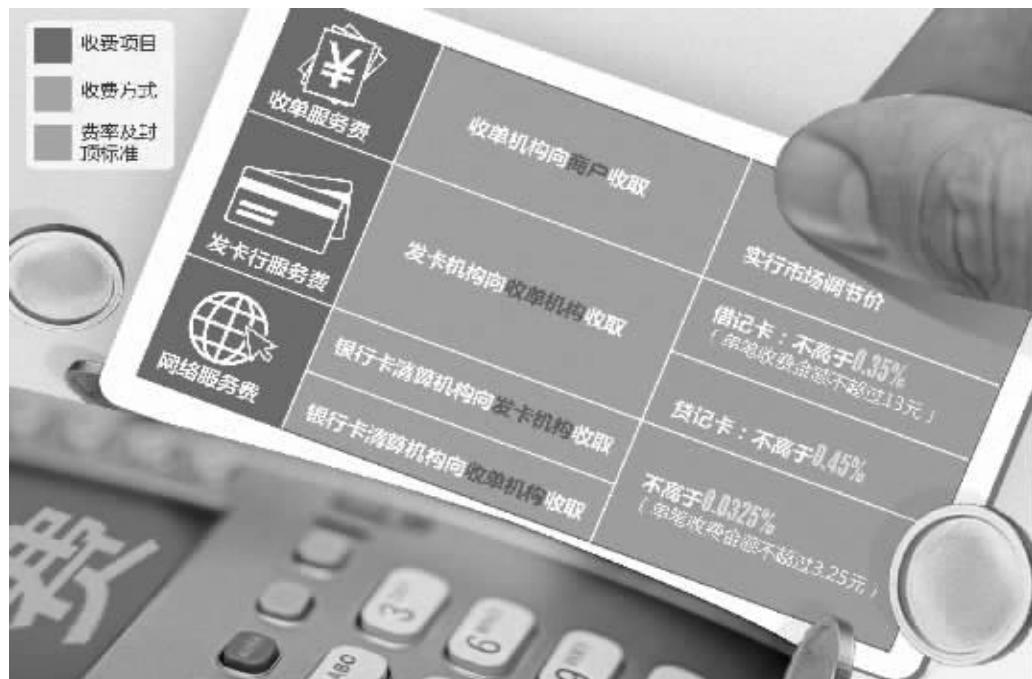 收费项目
收费方式
费率及封
顶标准
¥
收单服务费
收单机构向商户收取
实行市场调节价
发卡行服务费
发卡机构向收单机构收取
借记卡：不高于0.35%
（单笔收费金额不超过13元）
贷记卡：不高于0.45%
网络服务费
银行卡清算机构向发卡机构收取
银行卡清算机构向收单机构收取
不高于0.0325%
（单笔收费金额不超过3.25元）
费
3
6
9
ABC